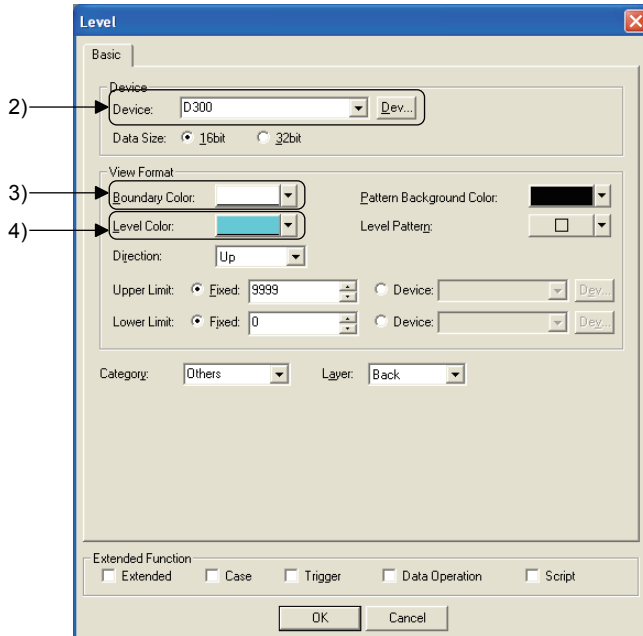 Level
Basic
Device
2) Device: D300 Dev...
Data Size: 16bit 32bit
View Format
3) Boundary Color: Pattern Background Color:
4) Level Color: Level Pattern:
Direction: Up
Upper Limit: Fixed: 9999 Device: Dev...
Lower Limit: Fixed: 0 Device: Dev...
Category: Others Layer: Back
Extended Function
Extended Case Trigger Data Operation Script
OK Cancel